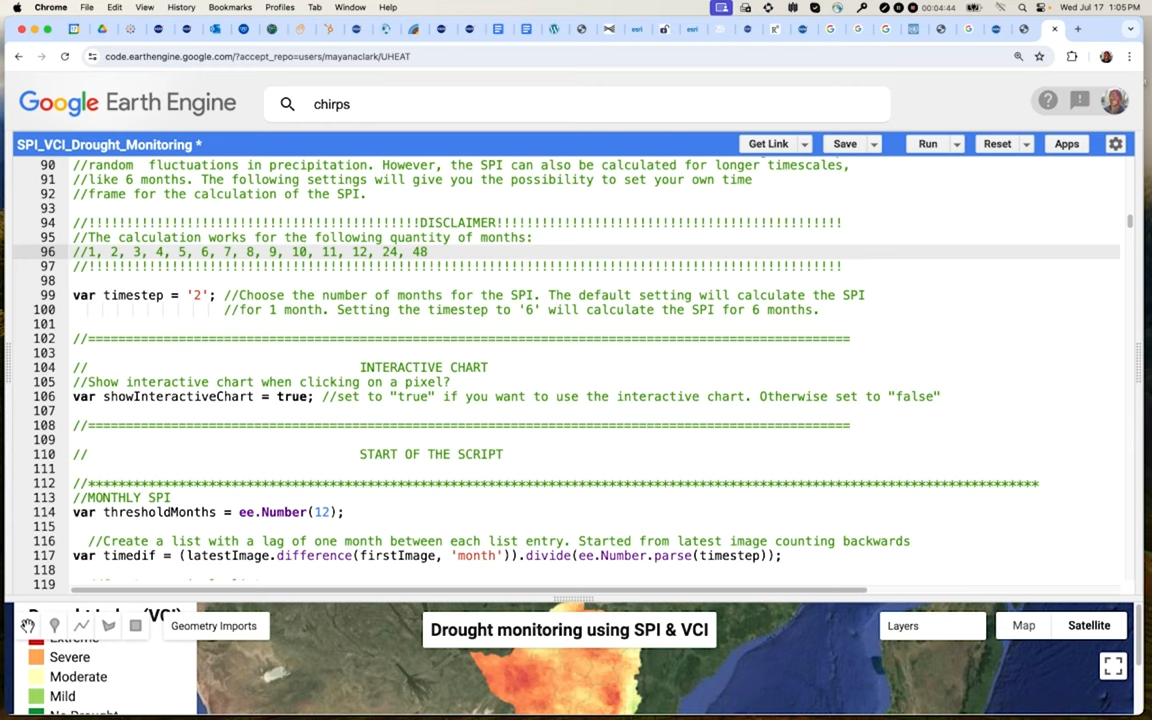 Chrome File Edit View History Bookmarks Profiles Tab Window Help 00:04:44 Wed Jul 17 1:05 PM
code.earthengine.google.com/?accept_repo=users/mayanaclark/UHEAT
Google Earth Engine
chirps
SPI_VCI_Drought_Monitoring *
Get Link Save Run Reset Apps
90 //random fluctuations in precipitation. However, the SPI can also be calculated for longer timescales,
91 //like 6 months. The following settings will give you the possibility to set your own time
92 //frame for the calculation of the SPI.
93
94 //!!!!!!!!!!!!!!!!!!!!!!!!!!!!!!!!!!!!!!!!!!!!DISCLAIMER!!!!!!!!!!!!!!!!!!!!!!!!!!!!!!!!!!!!!!!!!!!!!!
95 //The calculation works for the following quantity of months:
96 //1, 2, 3, 4, 5, 6, 7, 8, 9, 10, 11, 12, 24, 48
97 //!!!!!!!!!!!!!!!!!!!!!!!!!!!!!!!!!!!!!!!!!!!!!!!!!!!!!!!!!!!!!!!!!!!!!!!!!!!!!!!!!!!!!!!!!!!!!!!!!!!!
98
99 var timestep = '2'; //Choose the number of months for the SPI. The default setting will calculate the SPI
100 //for 1 month. Setting the timestep to '6' will calculate the SPI for 6 months.
101
102 //=====================================================================================================
103
104 // INTERACTIVE CHART
105 //Show interactive chart when clicking on a pixel?
106 var showInteractiveChart = true; //set to "true" if you want to use the interactive chart. Otherwise set to "false"
107
108 //=====================================================================================================
109
110 // START OF THE SCRIPT
111
112 //******************************************************************************************************************************
113 //MONTHLY SPI
114 var thresholdMonths = ee.Number(12);
115
116 //Create a list with a lag of one month between each list entry. Started from latest image counting backwards
117 var timedif = (latestImage.difference(firstImage, 'month')).divide(ee.Number.parse(timestep));
118
119
Geometry Imports
Drought monitoring using SPI & VCI
Layers
Map Satellite
(VCI)
Extreme
Severe
Moderate
Mild